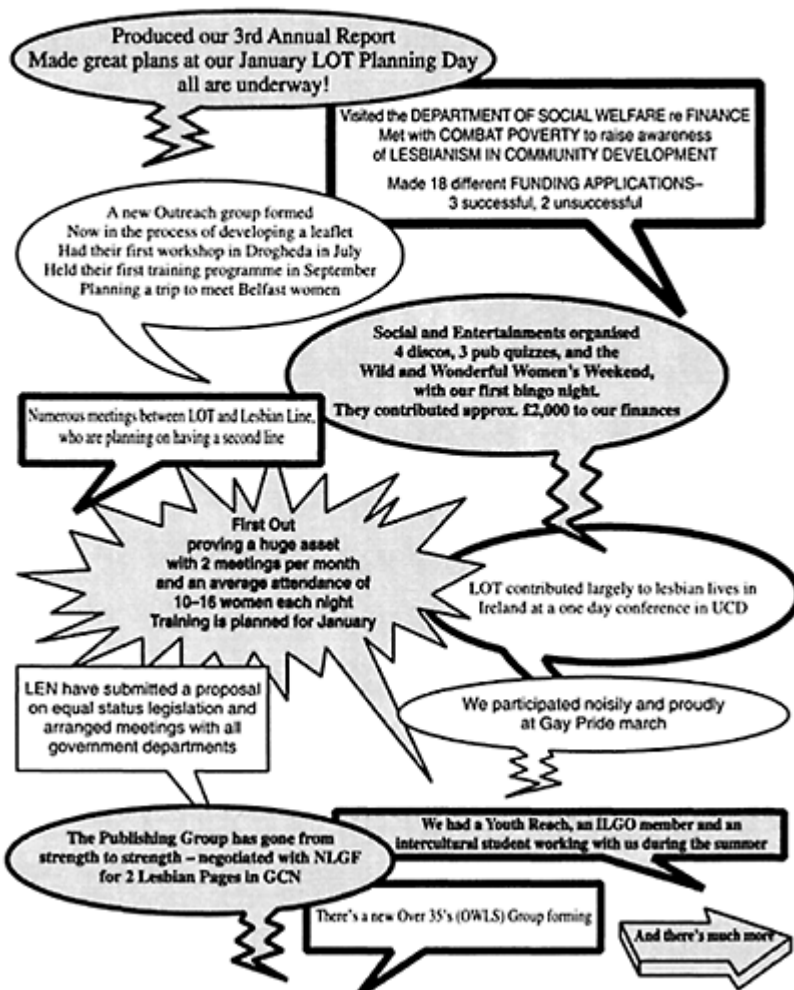 Produced our 3rd Annual Report
Made great plans at our January LOT Planning Day
all are underway!
Visited the DEPARTMENT OF SOCIAL WELFARE re FINANCE
Met with COMBAT POVERTY to raise awareness
of LESBIANISM IN COMMUNITY DEVELOPMENT
Made 18 different FUNDING APPLICATIONS–
3 successful, 2 unsuccessful
A new Outreach group formed
Now in the process of developing a leaflet
Had their first workshop in Drogheda in July
Held their first training programme in September
Planning a trip to meet Belfast women
Social and Entertainments organised
4 discos, 3 pub quizzes, and the
Wild and Wonderful Women's Weekend,
with our first bingo night.
They contributed approx. £2,000 to our finances
Numerous meetings between LOT and Lesbian Line,
who are planning on having a second line
First Out
proving a huge asset
with 2 meetings per month
and an average attendance of
10–16 women each night
Training is planned for January
LOT contributed largely to lesbian lives in
Ireland at a one day conference in UCD
LEN have submitted a proposal
on equal status legislation and
arranged meetings with all
government departments
We participated noisily and proudly
at Gay Pride march
The Publishing Group has gone from
strength to strength – negotiated with NLGF
for 2 Lesbian Pages in GCN
We had a Youth Reach, an ILGO member and an
intercultural student working with us during the summer
There's a new Over 35's (OWLS) Group forming
And there's much more